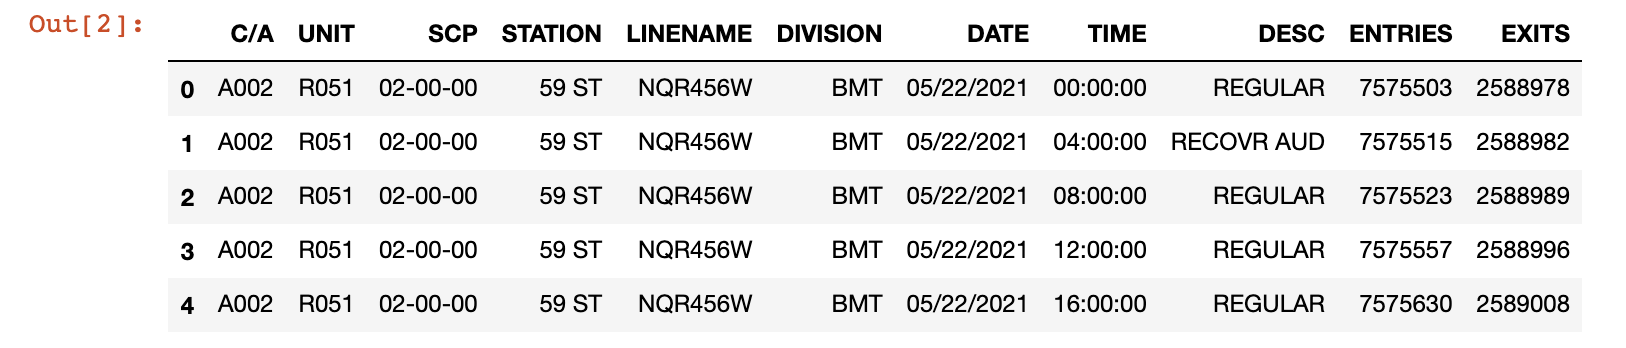 Out[2]:
C/A UNIT SCP STATION LINENAME DIVISION DATE TIME DESC ENTRIES EXITS
0 A002 R051 02-00-00 59 ST NQR456W BMT 05/22/2021 00:00:00 REGULAR 7575503 2588978
1 A002 R051 02-00-00 59 ST NQR456W BMT 05/22/2021 04:00:00 RECOVR AUD 7575515 2588982
2 A002 R051 02-00-00 59 ST NQR456W BMT 05/22/2021 08:00:00 REGULAR 7575523 2588989
3 A002 R051 02-00-00 59 ST NQR456W BMT 05/22/2021 12:00:00 REGULAR 7575557 2588996
4 A002 R051 02-00-00 59 ST NQR456W BMT 05/22/2021 16:00:00 REGULAR 7575630 2589008